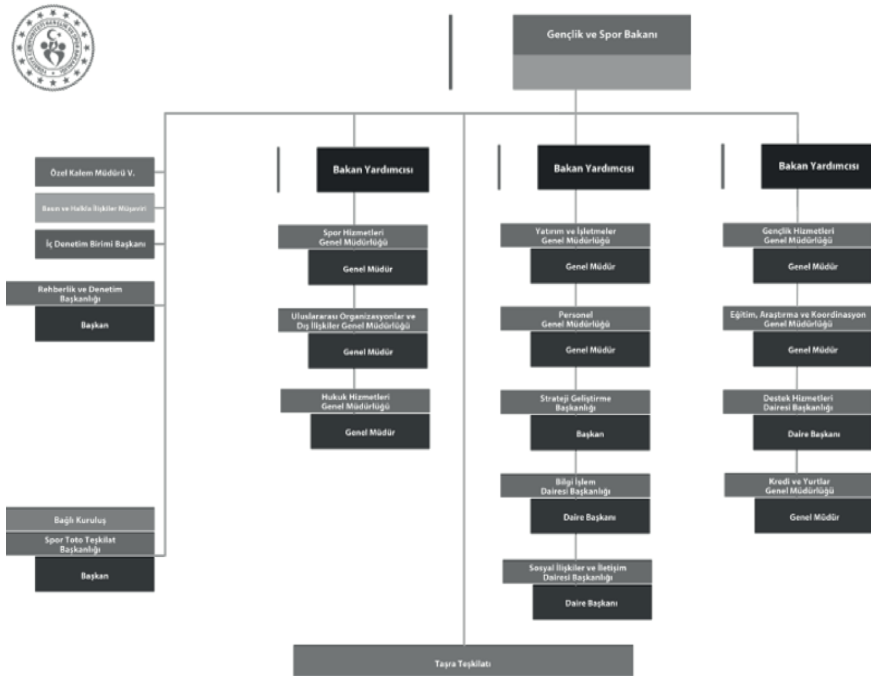 Gençlik ve Spor Bakanı
Özel Kalem Müdürü V.
Basın ve Halkla İlişkiler Müşaviri
İç Denetim Birimi Başkanı
Rehberlik ve Denetim
Başkanlığı
Başkan
Bağlı Kuruluş
Spor Toto Teşkilat
Başkanlığı
Başkan
Bakan Yardımcısı
Spor Hizmetleri
Genel Müdürlüğü
Genel Müdür
Uluslararası Organizasyonlar ve
Dış İlişkiler Genel Müdürlüğü
Genel Müdür
Hukuk Hizmetleri
Genel Müdürlüğü
Genel Müdür
Bakan Yardımcısı
Yatırım ve İşletmeler
Genel Müdürlüğü
Genel Müdür
Personel
Genel Müdürlüğü
Genel Müdür
Strateji Geliştirme
Başkanlığı
Başkan
Bilgi İşlem
Dairesi Başkanlığı
Daire Başkanı
Sosyal İlişkiler ve İletişim
Dairesi Başkanlığı
Daire Başkanı
Bakan Yardımcısı
Gençlik Hizmetleri
Genel Müdürlüğü
Genel Müdür
Eğitim, Araştırma ve Koordinasyon
Genel Müdürlüğü
Genel Müdür
Destek Hizmetleri
Dairesi Başkanlığı
Daire Başkanı
Kredi ve Yurtlar
Genel Müdürlüğü
Genel Müdür
Taşra Teşkilatı